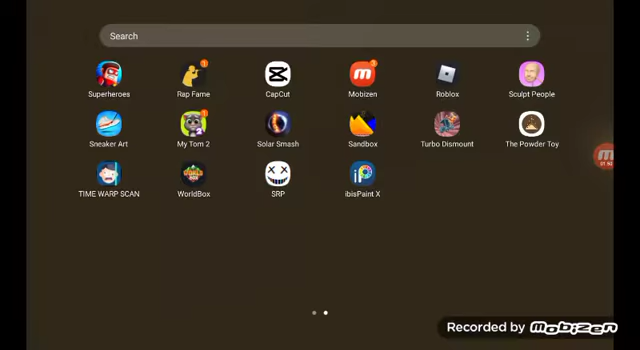 Search
Superheroes
Rap Fame
CapCut
Mobizen
Roblox
Sculpt People
Sneaker Art
My Tom 2
Solar Smash
Sandbox
Turbo Dismount
The Powder Toy
TIME WARP SCAN
WorldBox
SRP
ibisPaint X
Recorded by Mobizen